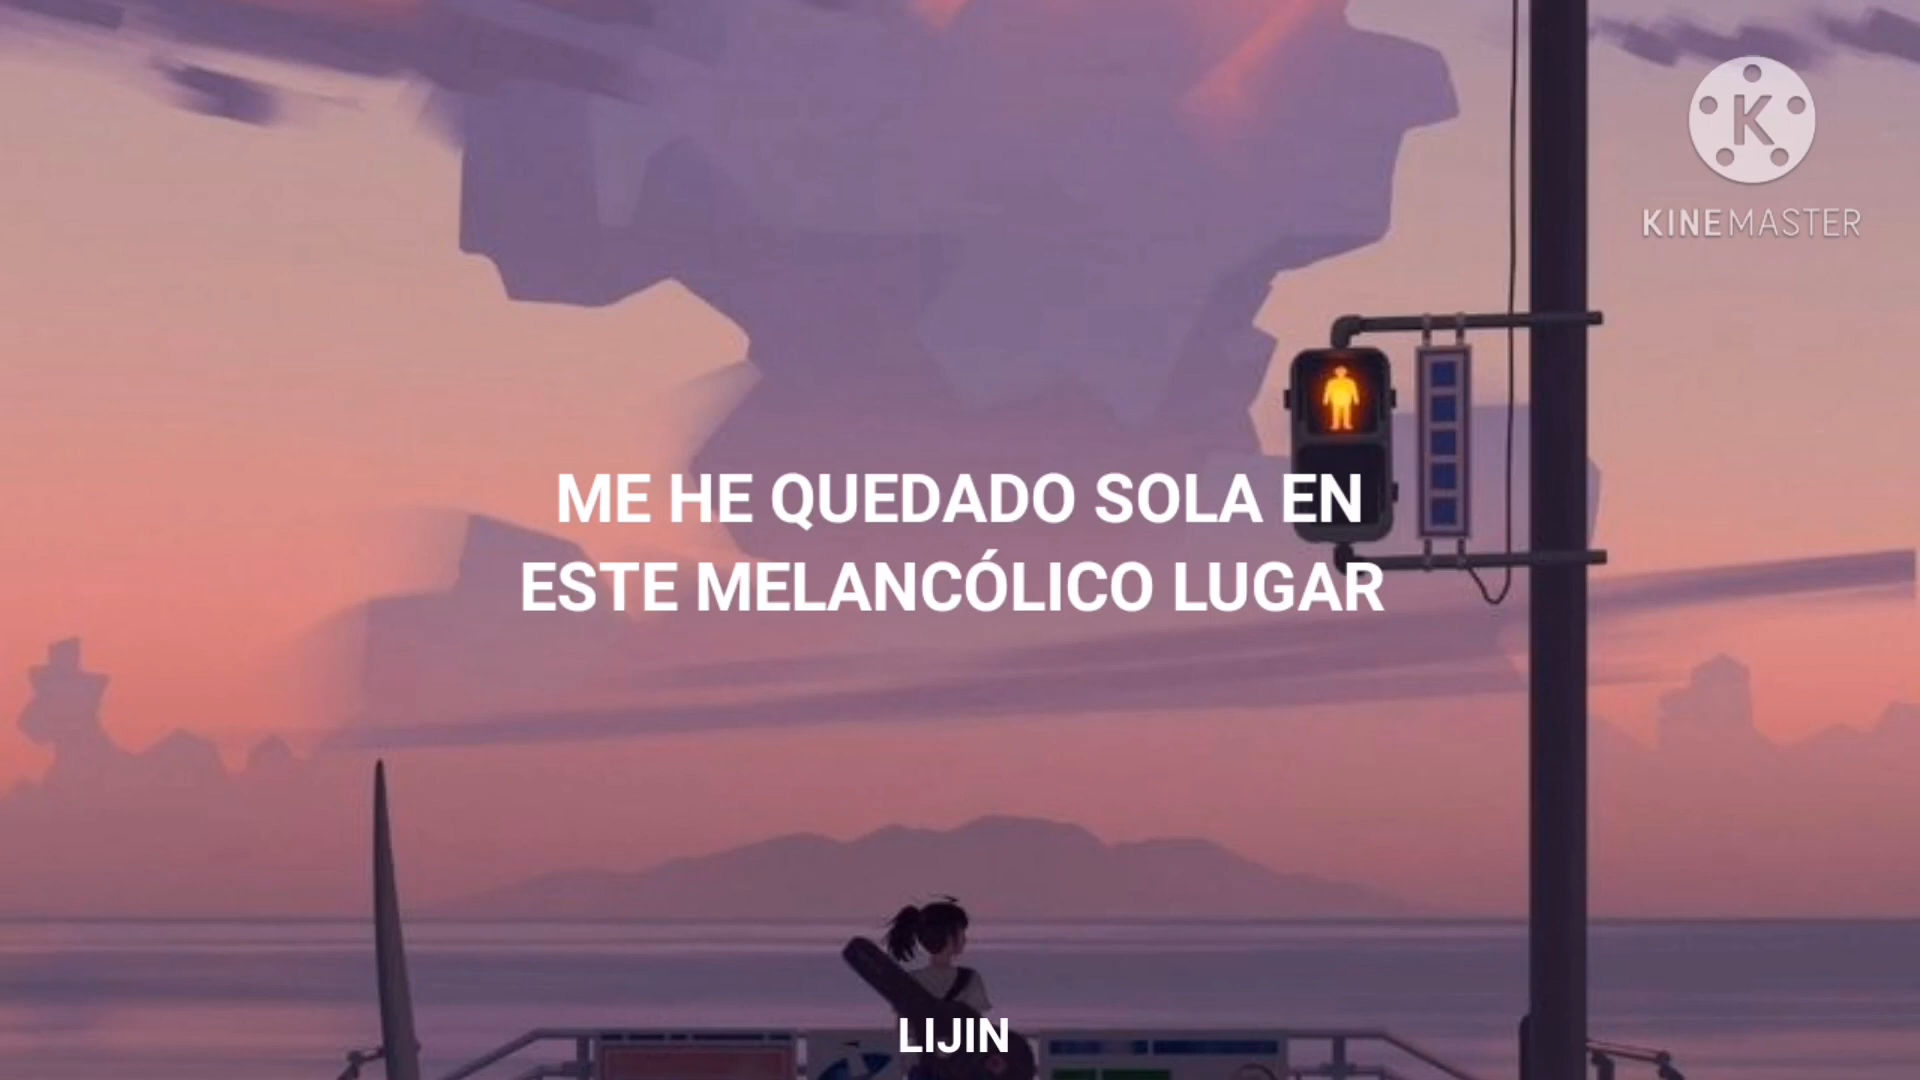 K
KINEMASTER
ME HE QUEDADO SOLA EN
ESTE MELANCÓLICO LUGAR
LIJIN